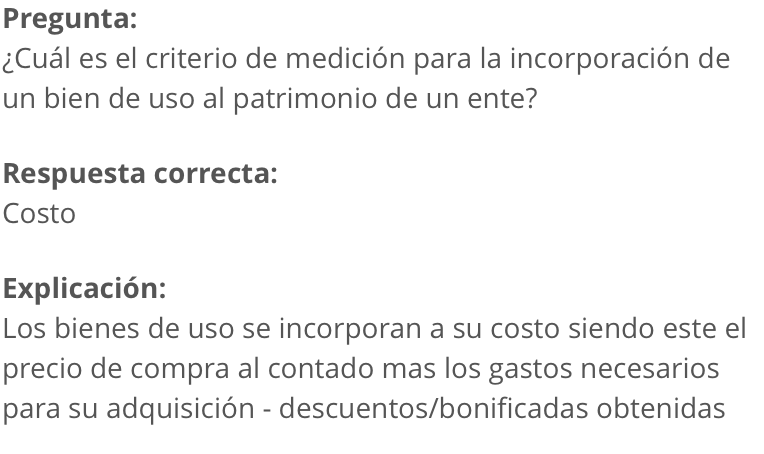 Pregunta:
¿Cuál es el criterio de medición para la incorporación de
un bien de uso al patrimonio de un ente?
Respuesta correcta:
Costo
Explicación:
Los bienes de uso se incorporan a su costo siendo este el
precio de compra al contado mas los gastos necesarios
para su adquisición - descuentos/bonificadas obtenidas